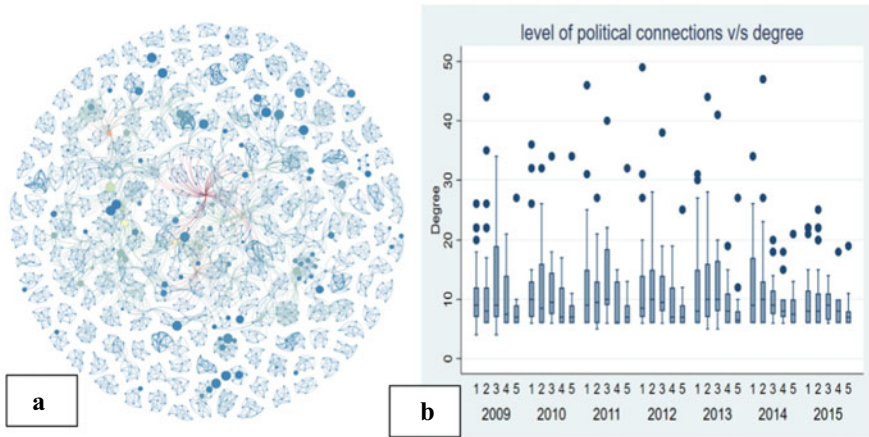 a
level of political connections v/s degree
Degree
50
40
30
20
10
0
1 2 3 4 5 1 2 3 4 5 1 2 3 4 5 1 2 3 4 5 1 2 3 4 5 1 2 3 4 5 1 2 3 4 5
2009 2010 2011 2012 2013 2014 2015
b